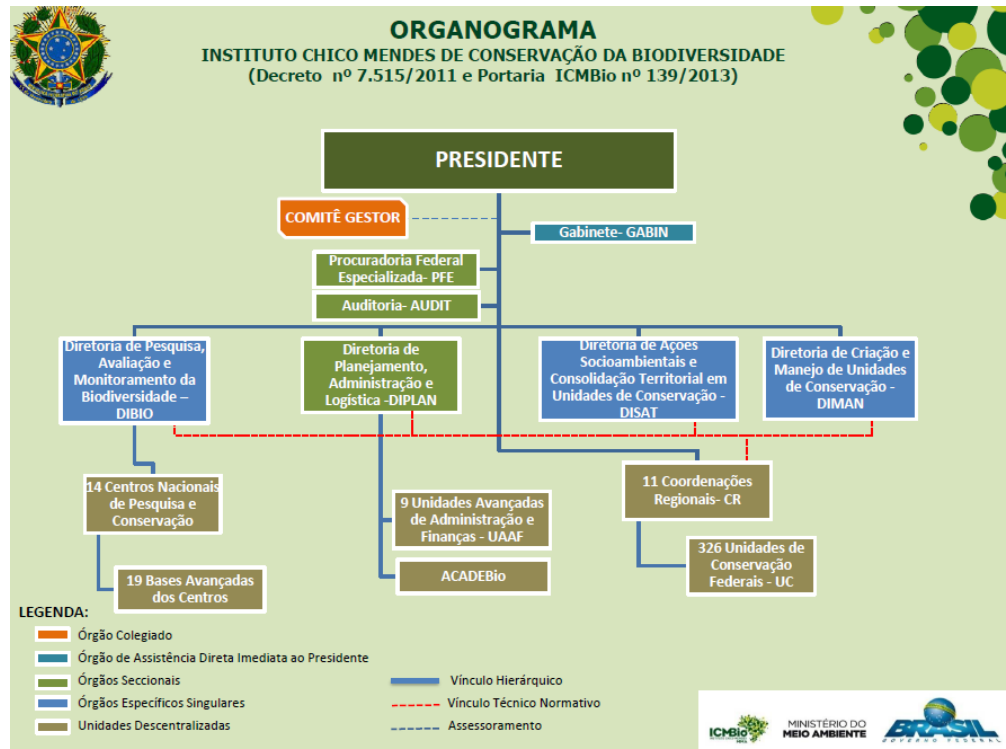 ORGANOGRAMA
INSTITUTO CHICO MENDES DE CONSERVAÇÃO DA BIODIVERSIDADE
(Decreto nº 7.515/2011 e Portaria ICMBio nº 139/2013)
PRESIDENTE
COMITÊ GESTOR
Gabinete- GABIN
Procuradoria Federal
Especializada- PFE
Auditoria- AUDIT
Diretoria de Pesquisa,
Avaliação e
Monitoramento da
Biodiversidade –
DIBIO
Diretoria de
Planejamento,
Administração e
Logística -DIPLAN
Diretoria de Ações
Socioambientais e
Consolidação Territorial em
Unidades de Conservação -
DISAT
Diretoria de Criação e
Manejo de Unidades
de Conservação -
DIMAN
14 Centros Nacionais
de Pesquisa e
Conservação
19 Bases Avançadas
dos Centros
9 Unidades Avançadas
de Administração e
Finanças - UAAF
ACADEBio
11 Coordenações
Regionais- CR
326 Unidades de
Conservação
Federais - UC
LEGENDA:
Órgão Colegiado
Órgão de Assistência Direta Imediata ao Presidente
Órgãos Seccionais
Órgãos Específicos Singulares
Unidades Descentralizadas
Vínculo Hierárquico
Vínculo Técnico Normativo
Assessoramento
ICMBio
MINISTÉRIO DO
MEIO AMBIENTE
BRASIL
GOVERNO FEDERAL